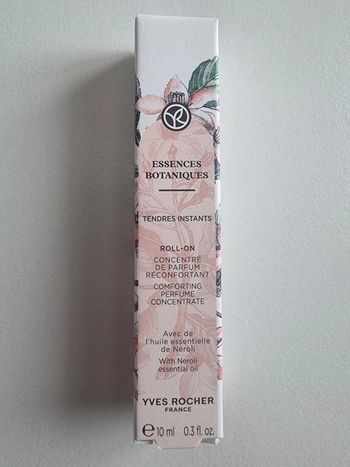 ESSENCES
BOTANIQUES
TENDRES INSTANTS
ROLL-ON
CONCENTRÉ
DE PARFUM
RÉCONFORTANT
COMFORTING
PERFUME
CONCENTRATE
Avec de
l'huile essentielle
de Néroli
With Neroli
essential oil
YVES ROCHER
FRANCE
℮ 10 ml 0.3 fl. oz.